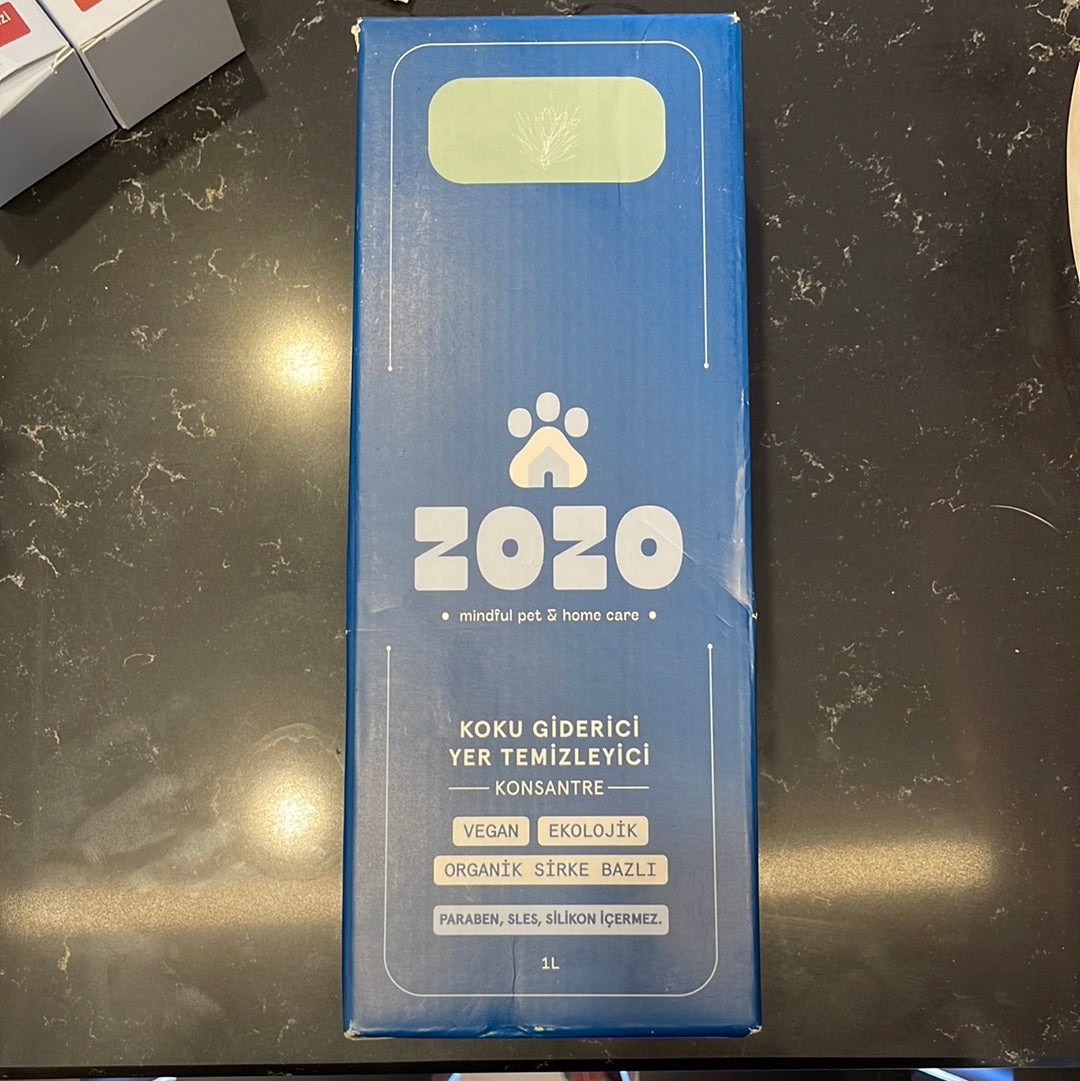 ZOZO
• mindful pet & home care •
KOKU GİDERİCİ
YER TEMİZLEYİCİ
KONSANTRE
VEGAN EKOLOJİK
ORGANİK SİRKE BAZLI
PARABEN, SLES, SİLİKON İÇERMEZ.
1L